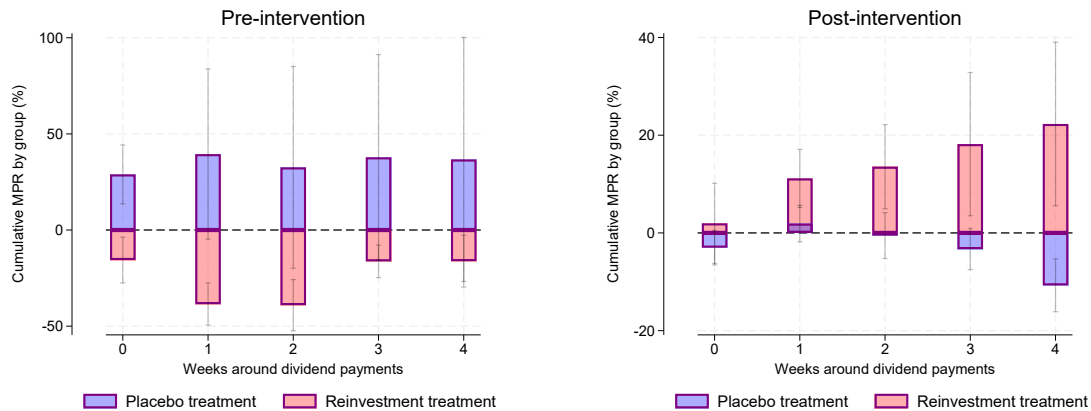 Pre-intervention
Cumulative MPR by group (%)
100
50
0
-50
0 1 2 3 4
Weeks around dividend payments
Placebo treatment Reinvestment treatment
Post-intervention
Cumulative MPR by group (%)
40
20
0
-20
0 1 2 3 4
Weeks around dividend payments
Placebo treatment Reinvestment treatment